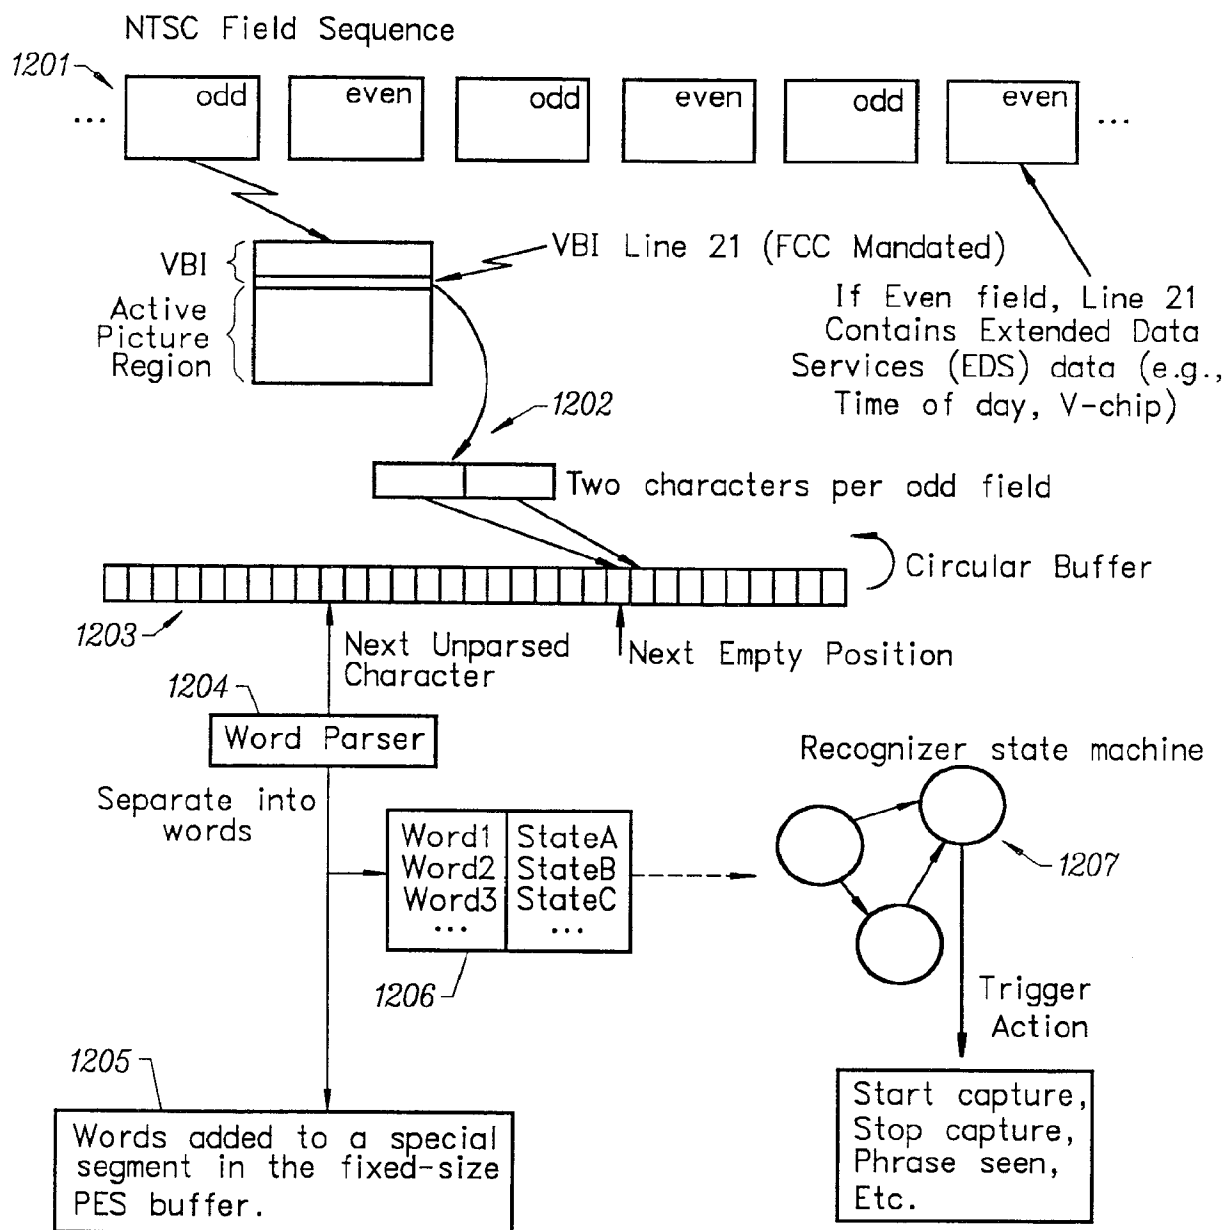 NTSC Field Sequence
1201
odd
even
odd
even
odd
even
...
...
VBI
VBI Line 21 (FCC Mandated)
Active
Picture
Region
If Even field, Line 21
Contains Extended Data
Services (EDS) data (e.g.,
Time of day, V-chip)
1202
Two characters per odd field
Circular Buffer
1203
Next Unparsed
Character
Next Empty Position
1204
Word Parser
Separate into
words
Recognizer state machine
Word1 StateA
Word2 StateB
Word3 StateC
... ...
1207
1206
Trigger
Action
1205
Words added to a special
segment in the fixed-size
PES buffer.
Start capture,
Stop capture,
Phrase seen,
Etc.